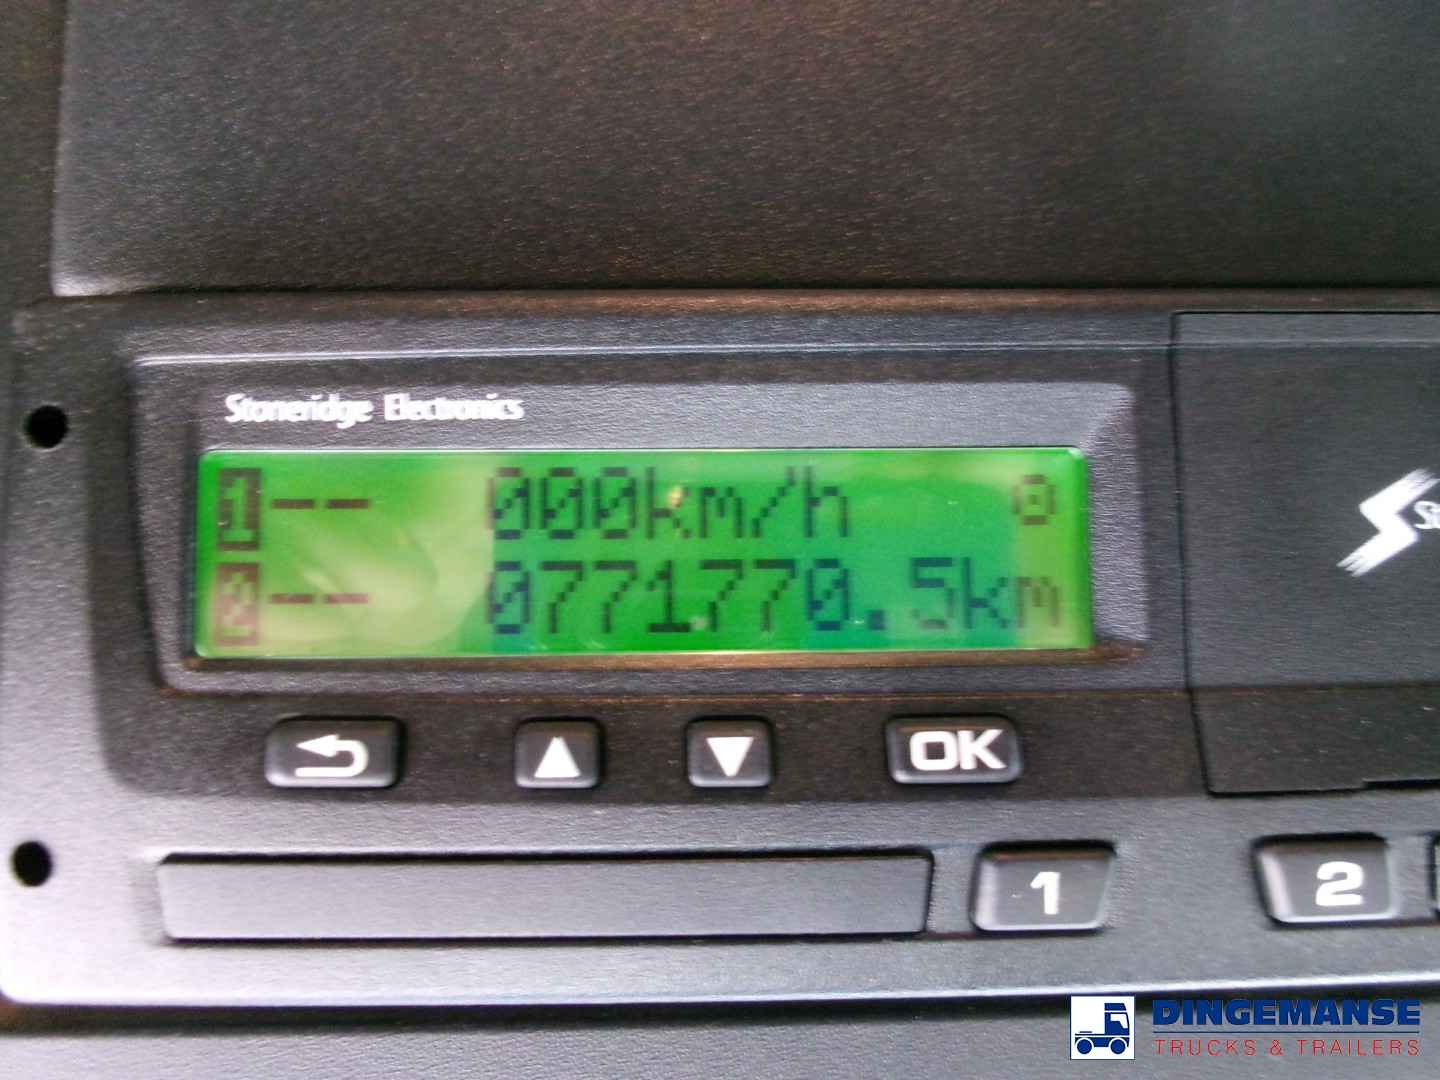 Stoneridge Electronics
1-- 000km/h
2-- 0771770.5km
OK
1
2
DINGEMANSE
TRUCKS & TRAILERS